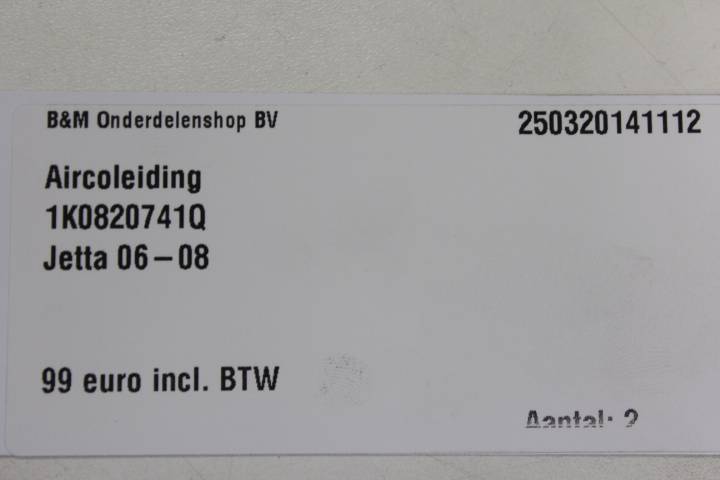 B&M Onderdelenshop BV
250320141112
Aircoleiding
1K0820741Q
Jetta 06-08
99 euro incl. BTW
Aantal: 2